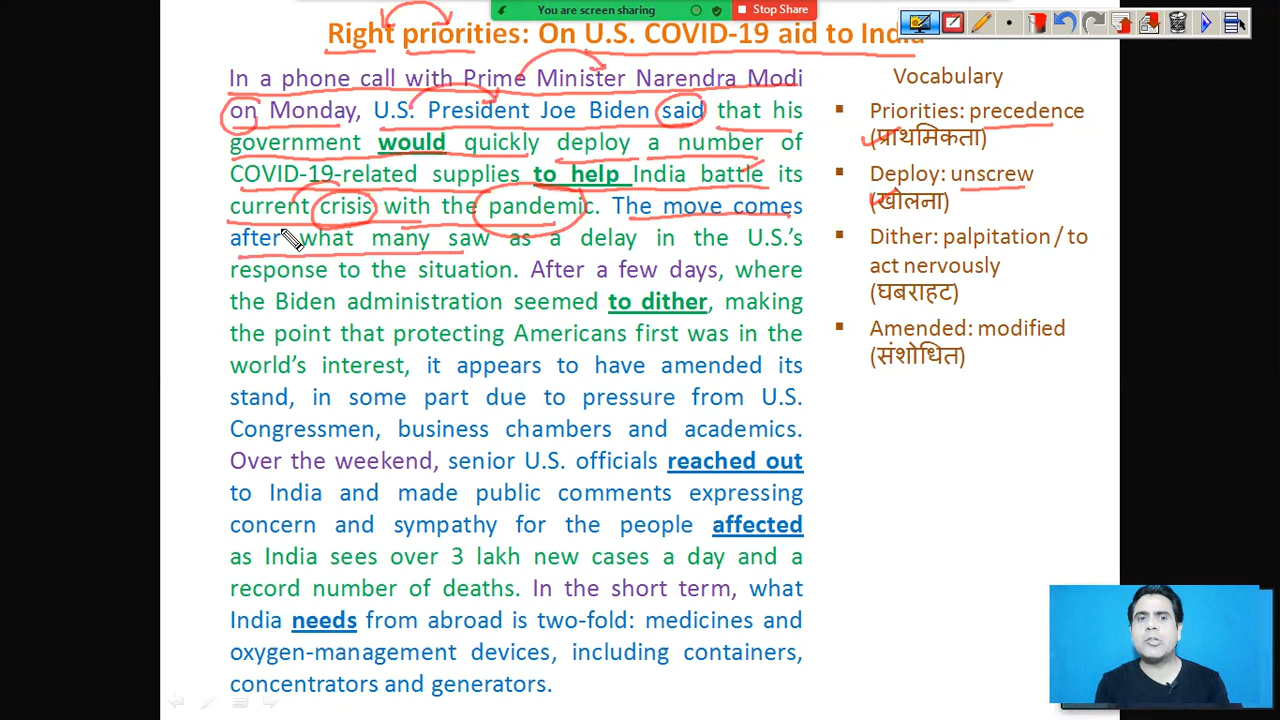 You are screen sharing
Stop Share
Right priorities: On U.S. COVID-19 aid to India
In a phone call with Prime Minister Narendra Modi
on Monday, U.S. President Joe Biden said that his
government would quickly deploy a number of
COVID-19-related supplies to help India battle its
current crisis with the pandemic. The move comes
after what many saw as a delay in the U.S.'s
response to the situation. After a few days, where
the Biden administration seemed to dither, making
the point that protecting Americans first was in the
world's interest, it appears to have amended its
stand, in some part due to pressure from U.S.
Congressmen, business chambers and academics.
Over the weekend, senior U.S. officials reached out
to India and made public comments expressing
concern and sympathy for the people affected
as India sees over 3 lakh new cases a day and a
record number of deaths. In the short term, what
India needs from abroad is two-fold: medicines and
oxygen-management devices, including containers,
concentrators and generators.
Vocabulary
Priorities: precedence
(प्राथमिकता)
Deploy: unscrew
(खोलना)
Dither: palpitation / to
act nervously
(घबराहट)
Amended: modified
(संशोधित)